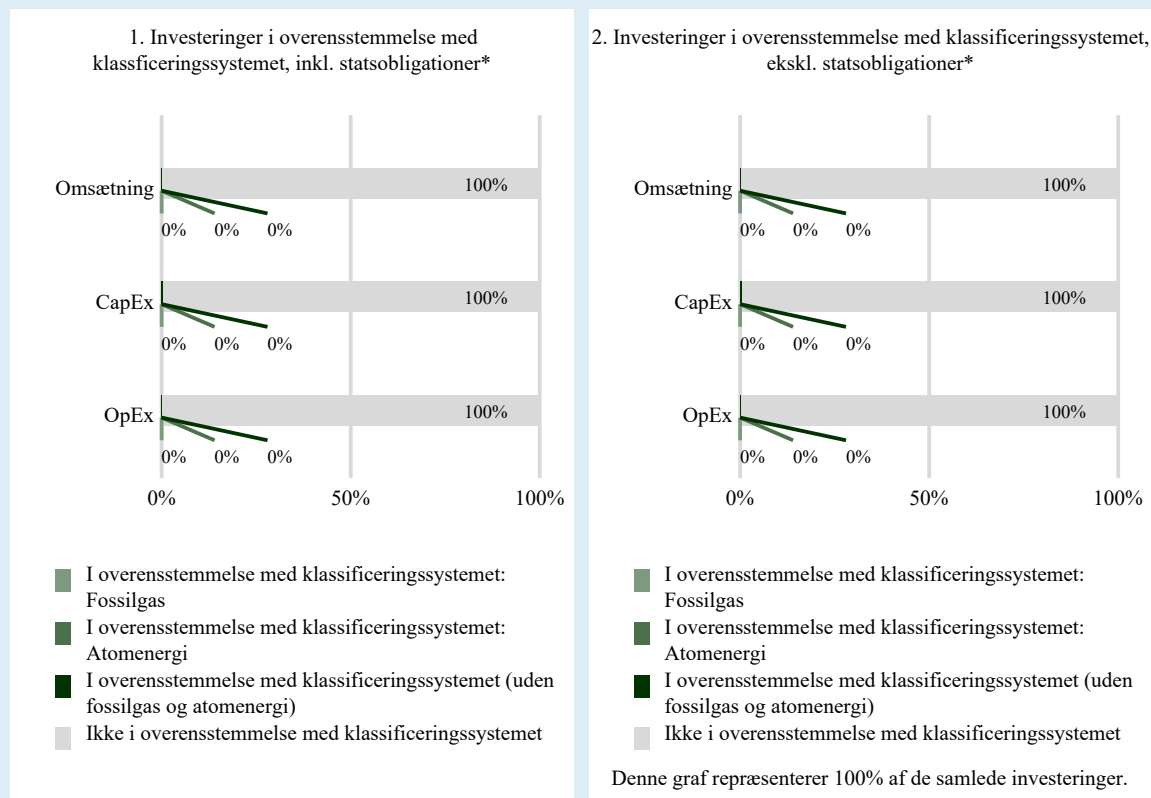 1. Investeringer i overensstemmelse med
klassficeringssystemet, inkl. statsobligationer*
Omsætning
100%
0% 0% 0%
CapEx
100%
0% 0% 0%
OpEx
100%
0% 0% 0%
0% 50% 100%
I overensstemmelse med klassificeringssystemet:
Fossilgas
I overensstemmelse med klassificeringssystemet:
Atomenergi
I overensstemmelse med klassificeringssystemet (uden
fossilgas og atomenergi)
Ikke i overensstemmelse med klassificeringssystemet
2. Investeringer i overensstemmelse med klassificeringssystemet,
ekskl. statsobligationer*
Omsætning
100%
0% 0% 0%
CapEx
100%
0% 0% 0%
OpEx
100%
0% 0% 0%
0% 50% 100%
I overensstemmelse med klassificeringssystemet:
Fossilgas
I overensstemmelse med klassificeringssystemet:
Atomenergi
I overensstemmelse med klassificeringssystemet (uden
fossilgas og atomenergi)
Ikke i overensstemmelse med klassificeringssystemet
Denne graf repræsenterer 100% af de samlede investeringer.